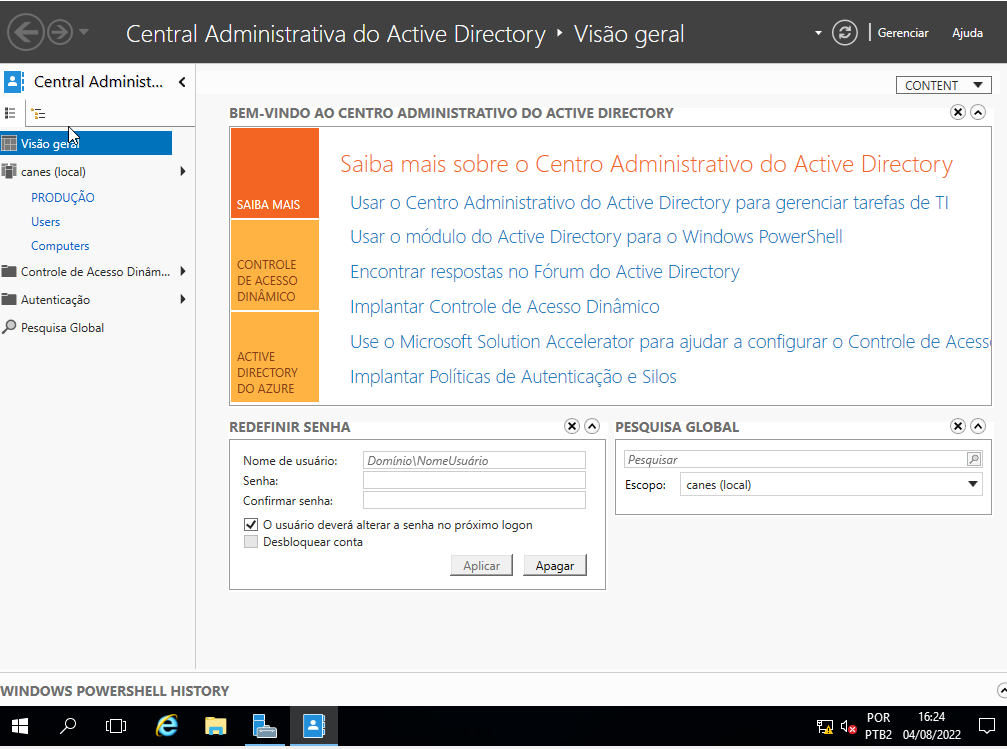 Central Administrativa do Active Directory ‣ Visão geral
Gerenciar
Ajuda
Central Administ...
CONTENT
Visão geral
canes (local)
PRODUÇÃO
Users
Computers
Controle de Acesso Dinâm...
Autenticação
Pesquisa Global
BEM-VINDO AO CENTRO ADMINISTRATIVO DO ACTIVE DIRECTORY
SAIBA MAIS
CONTROLE
DE ACESSO
DINÂMICO
ACTIVE
DIRECTORY
DO AZURE
Saiba mais sobre o Centro Administrativo do Active Directory
Usar o Centro Administrativo do Active Directory para gerenciar tarefas de TI
Usar o módulo do Active Directory para o Windows PowerShell
Encontrar respostas no Fórum do Active Directory
Implantar Controle de Acesso Dinâmico
Use o Microsoft Solution Accelerator para ajudar a configurar o Controle de Acess
Implantar Políticas de Autenticação e Silos
REDEFINIR SENHA
Nome de usuário:
Domínio\NomeUsuário
Senha:
Confirmar senha:
O usuário deverá alterar a senha no próximo logon
Desbloquear conta
Aplicar
Apagar
PESQUISA GLOBAL
Pesquisar
Escopo:
canes (local)
WINDOWS POWERSHELL HISTORY
POR
PTB2
16:24
04/08/2022